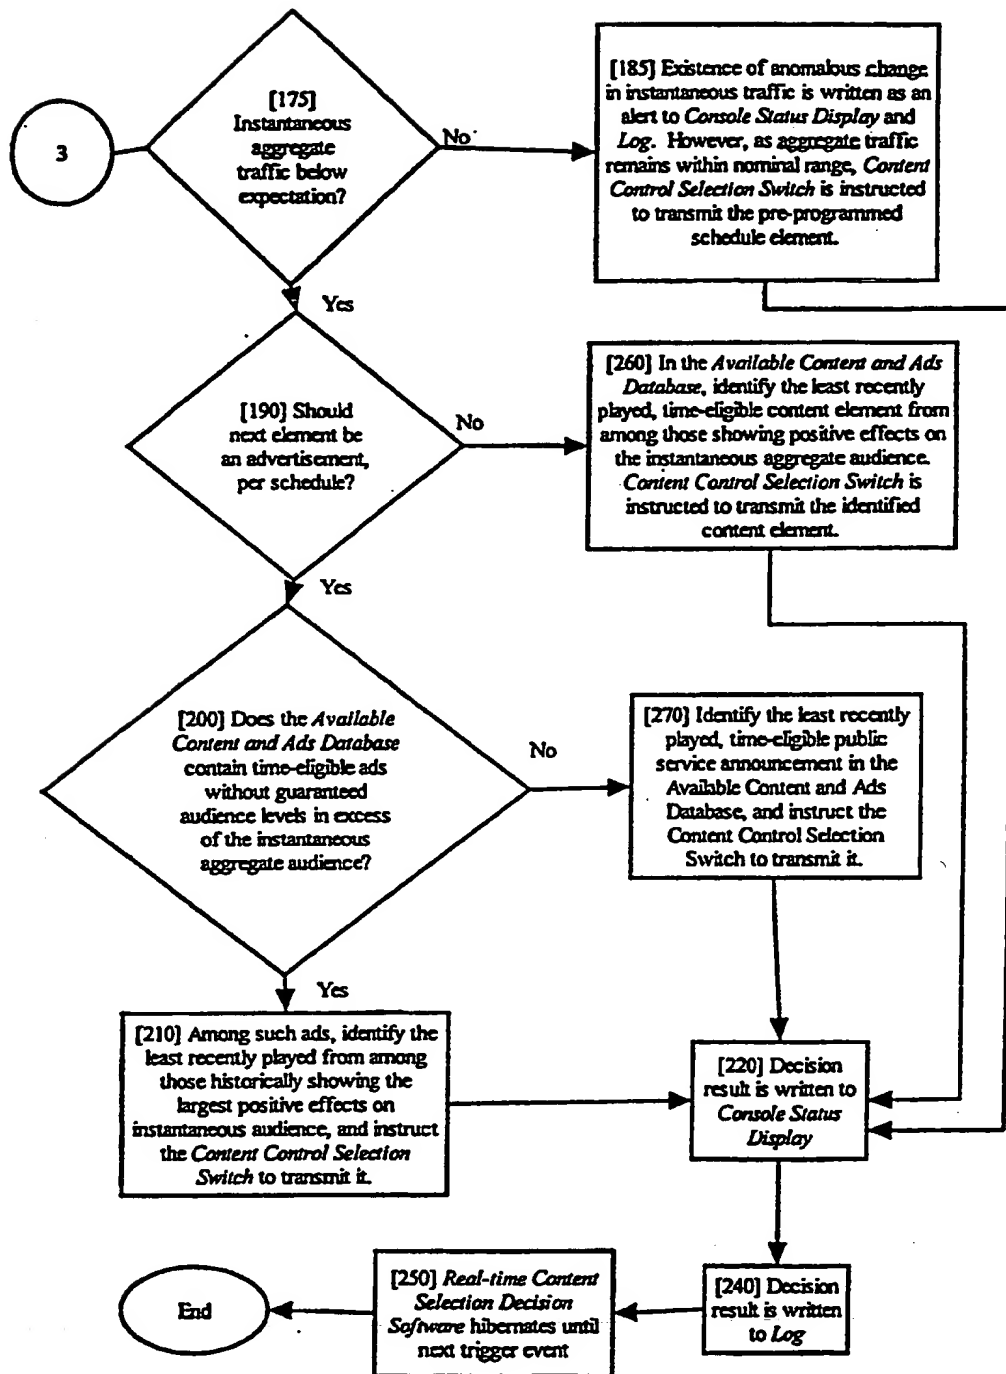 3
[175]
Instantaneous
aggregate
traffic below
expectation?
No
[185] Existence of anomalous change
in instantaneous traffic is written as an
alert to Console Status Display and
Log. However, as aggregate traffic
remains within nominal range, Content
Control Selection Switch is instructed
to transmit the pre-programmed
schedule element.
Yes
[190] Should
next element be
an advertisement,
per schedule?
No
[260] In the Available Content and Ads
Database, identify the least recently
played, time-eligible content element from
among those showing positive effects on
the instantaneous aggregate audience.
Content Control Selection Switch is
instructed to transmit the identified
content element.
Yes
[200] Does the Available
Content and Ads Database
contain time-eligible ads
without guaranteed
audience levels in excess
of the instantaneous
aggregate audience?
No
[270] Identify the least recently
played, time-eligible public
service announcement in the
Available Content and Ads
Database, and instruct the
Content Control Selection
Switch to transmit it.
Yes
[210] Among such ads, identify the
least recently played from among
those historically showing the
largest positive effects on
instantaneous audience, and instruct
the Content Control Selection
Switch to transmit it.
[220] Decision
result is written to
Console Status
Display
[240] Decision
result is written
to Log
[250] Real-time Content
Selection Decision
Software hibernates until
next trigger event
End